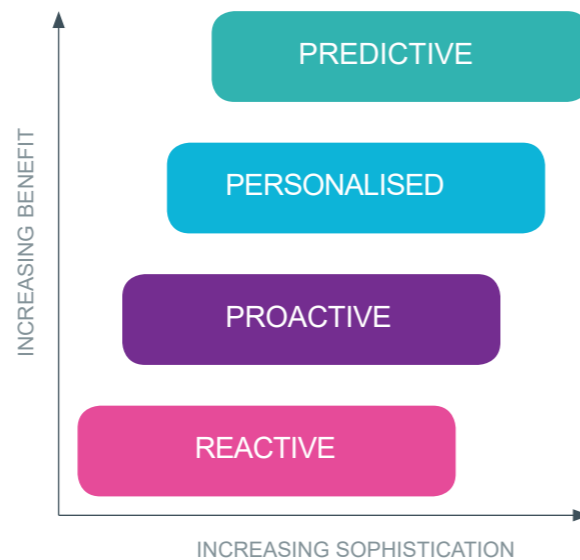 PREDICTIVE
PERSONALISED
PROACTIVE
REACTIVE
INCREASING BENEFIT
INCREASING SOPHISTICATION